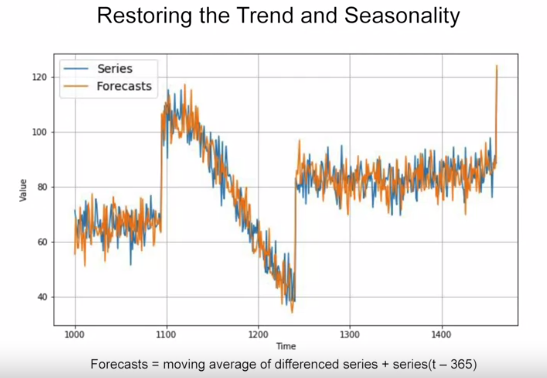 Restoring the Trend and Seasonality
Series
Forecasts
120
100
80
60
40
Value
1000
1100
1200
1300
1400
Time
Forecasts = moving average of differenced series + series(t – 365)